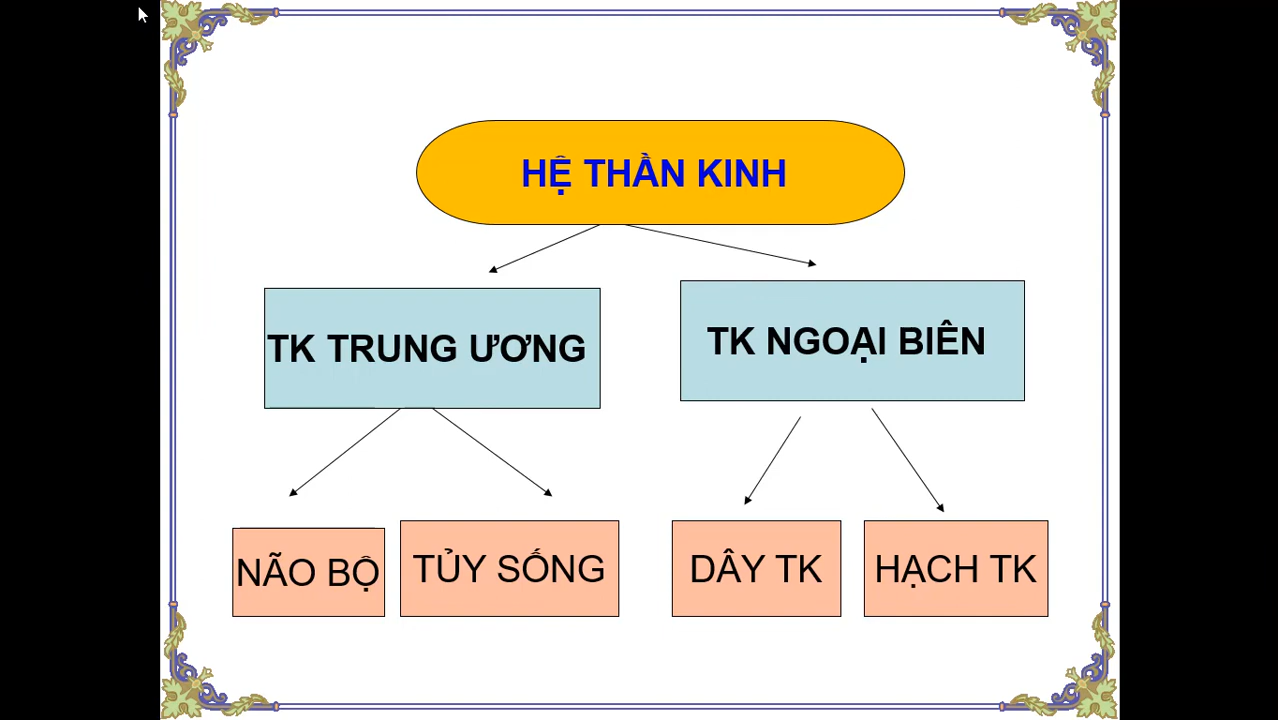 HỆ THẦN KINH
TK TRUNG ƯƠNG
TK NGOẠI BIÊN
NÃO BỘ
TỦY SỐNG
DÂY TK
HẠCH TK